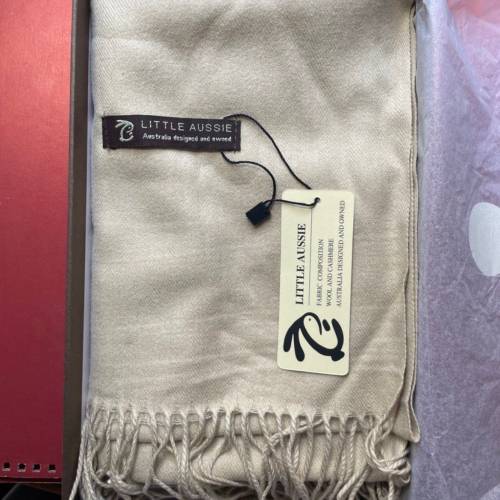 LITTLE AUSSIE
Australia designed and owned
LITTLE AUSSIE
FABRIC COMPOSITION
WOOL AND CASHMERE
AUSTRALIA DESIGNED AND OWNED